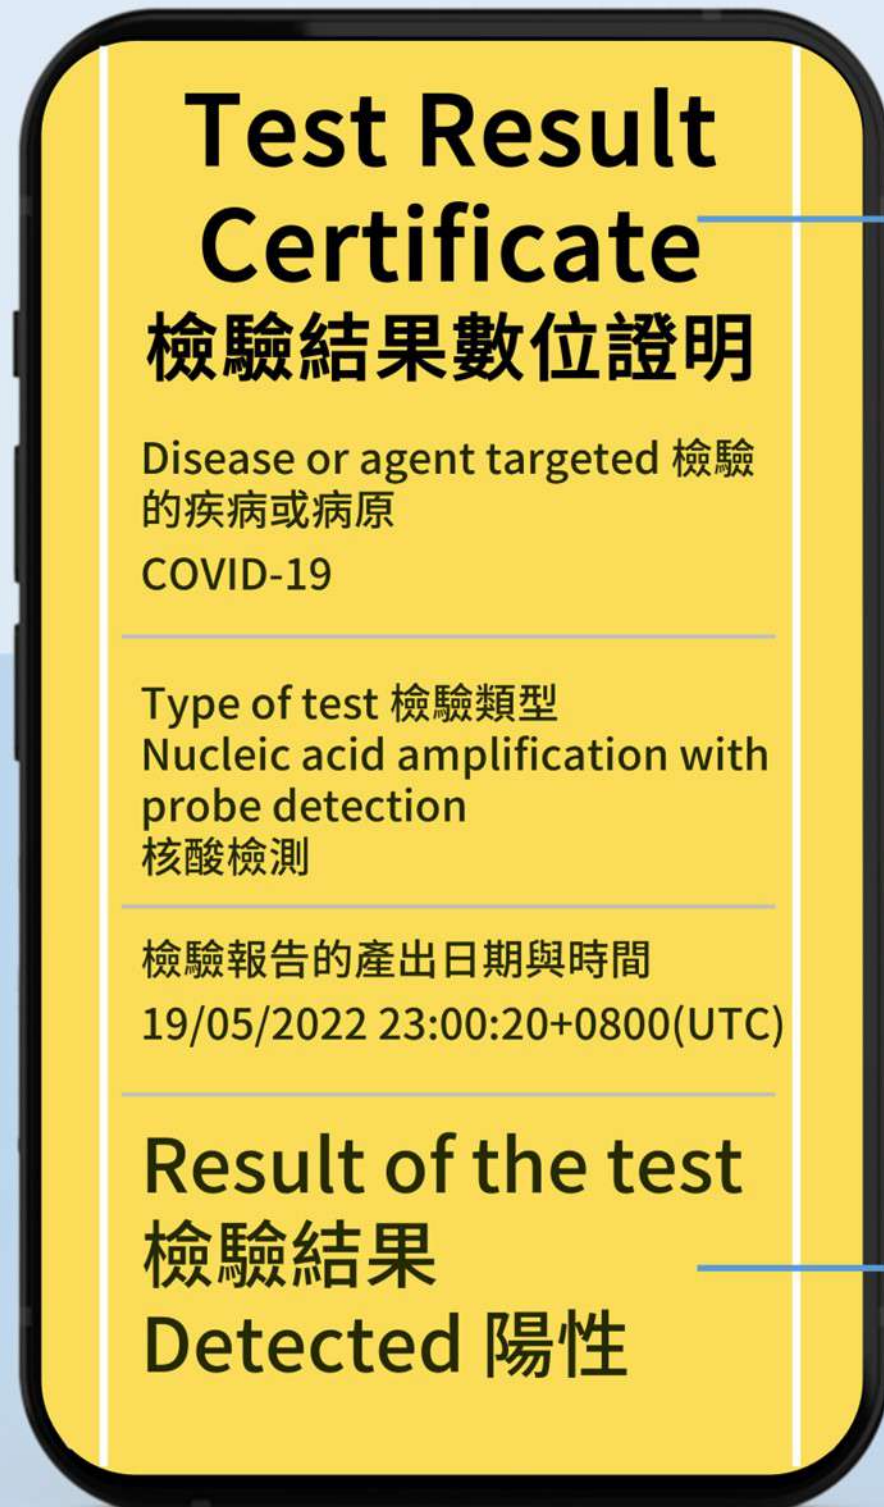 Test Result
Certificate
檢驗結果數位證明
Disease or agent targeted 檢驗
的疾病或病原
COVID-19
Type of test 檢驗類型
Nucleic acid amplification with
probe detection
核酸檢測
檢驗報告的產出日期與時間
19/05/2022 23:00:20+0800(UTC)
Result of the test
檢驗結果
Detected 陽性